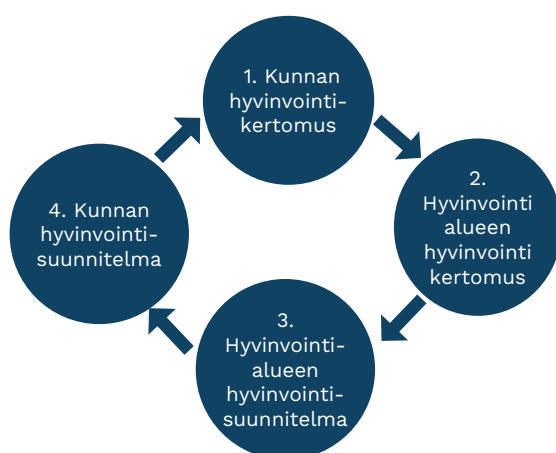 1. Kunnan
hyvinvointi-
kertomus
2.
Hyvinvointi
alueen
hyvinvointi
kertomus
3.
Hyvinvointi-
alueen
hyvinvointi-
suunnitelma
4. Kunnan
hyvinvointi-
suunnitelma